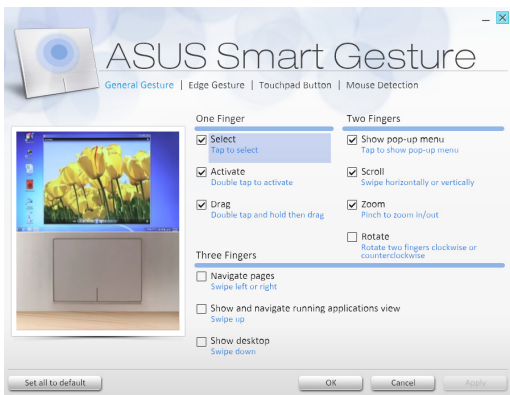 ASUS Smart Gesture
General Gesture | Edge Gesture | Touchpad Button | Mouse Detection
One Finger
Select
Tap to select
Activate
Double tap to activate
Drag
Double tap and hold then drag
Two Fingers
Show pop-up menu
Tap to show pop-up menu
Scroll
Swipe horizontally or vertically
Zoom
Pinch to zoom in/out
Rotate
Rotate two fingers clockwise or
counterclockwise
Three Fingers
Navigate pages
Swipe left or right
Show and navigate running applications view
Swipe up
Show desktop
Swipe down
Set all to default
OK
Cancel
Apply